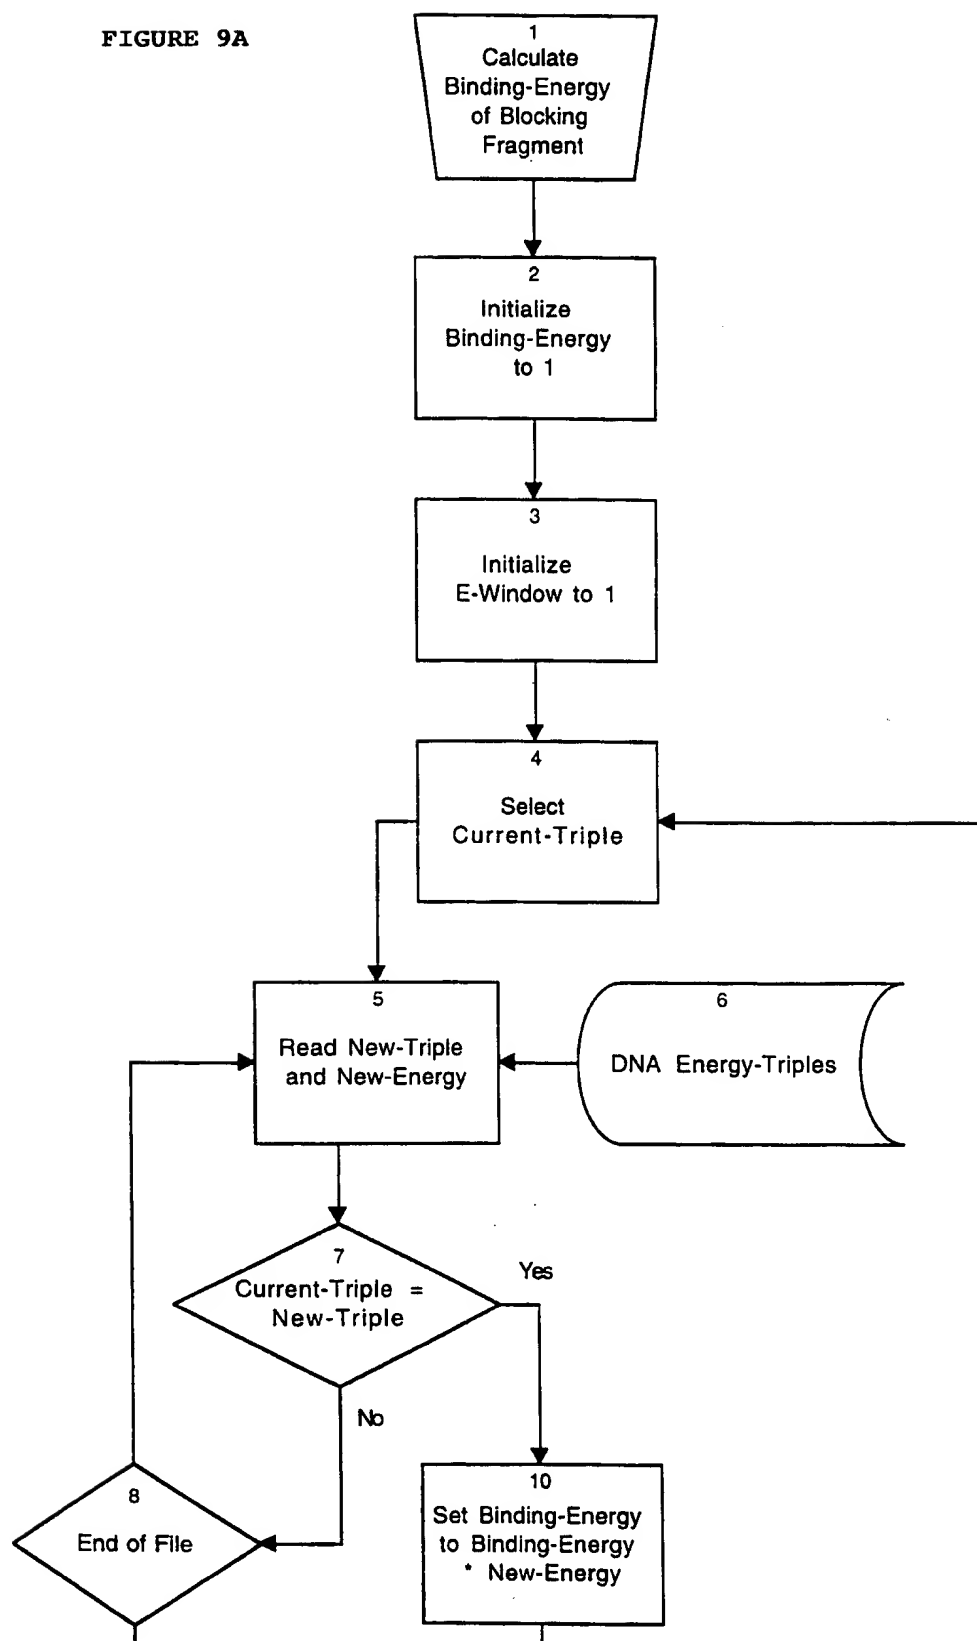 FIGURE 9A
1
Calculate
Binding-Energy
of Blocking
Fragment
2
Initialize
Binding-Energy
to 1
3
Initialize
E-Window to 1
4
Select
Current-Triple
5
Read New-Triple
and New-Energy
6
DNA Energy-Triples
7
Current-Triple =
New-Triple
Yes
No
8
End of File
10
Set Binding-Energy
to Binding-Energy
* New-Energy